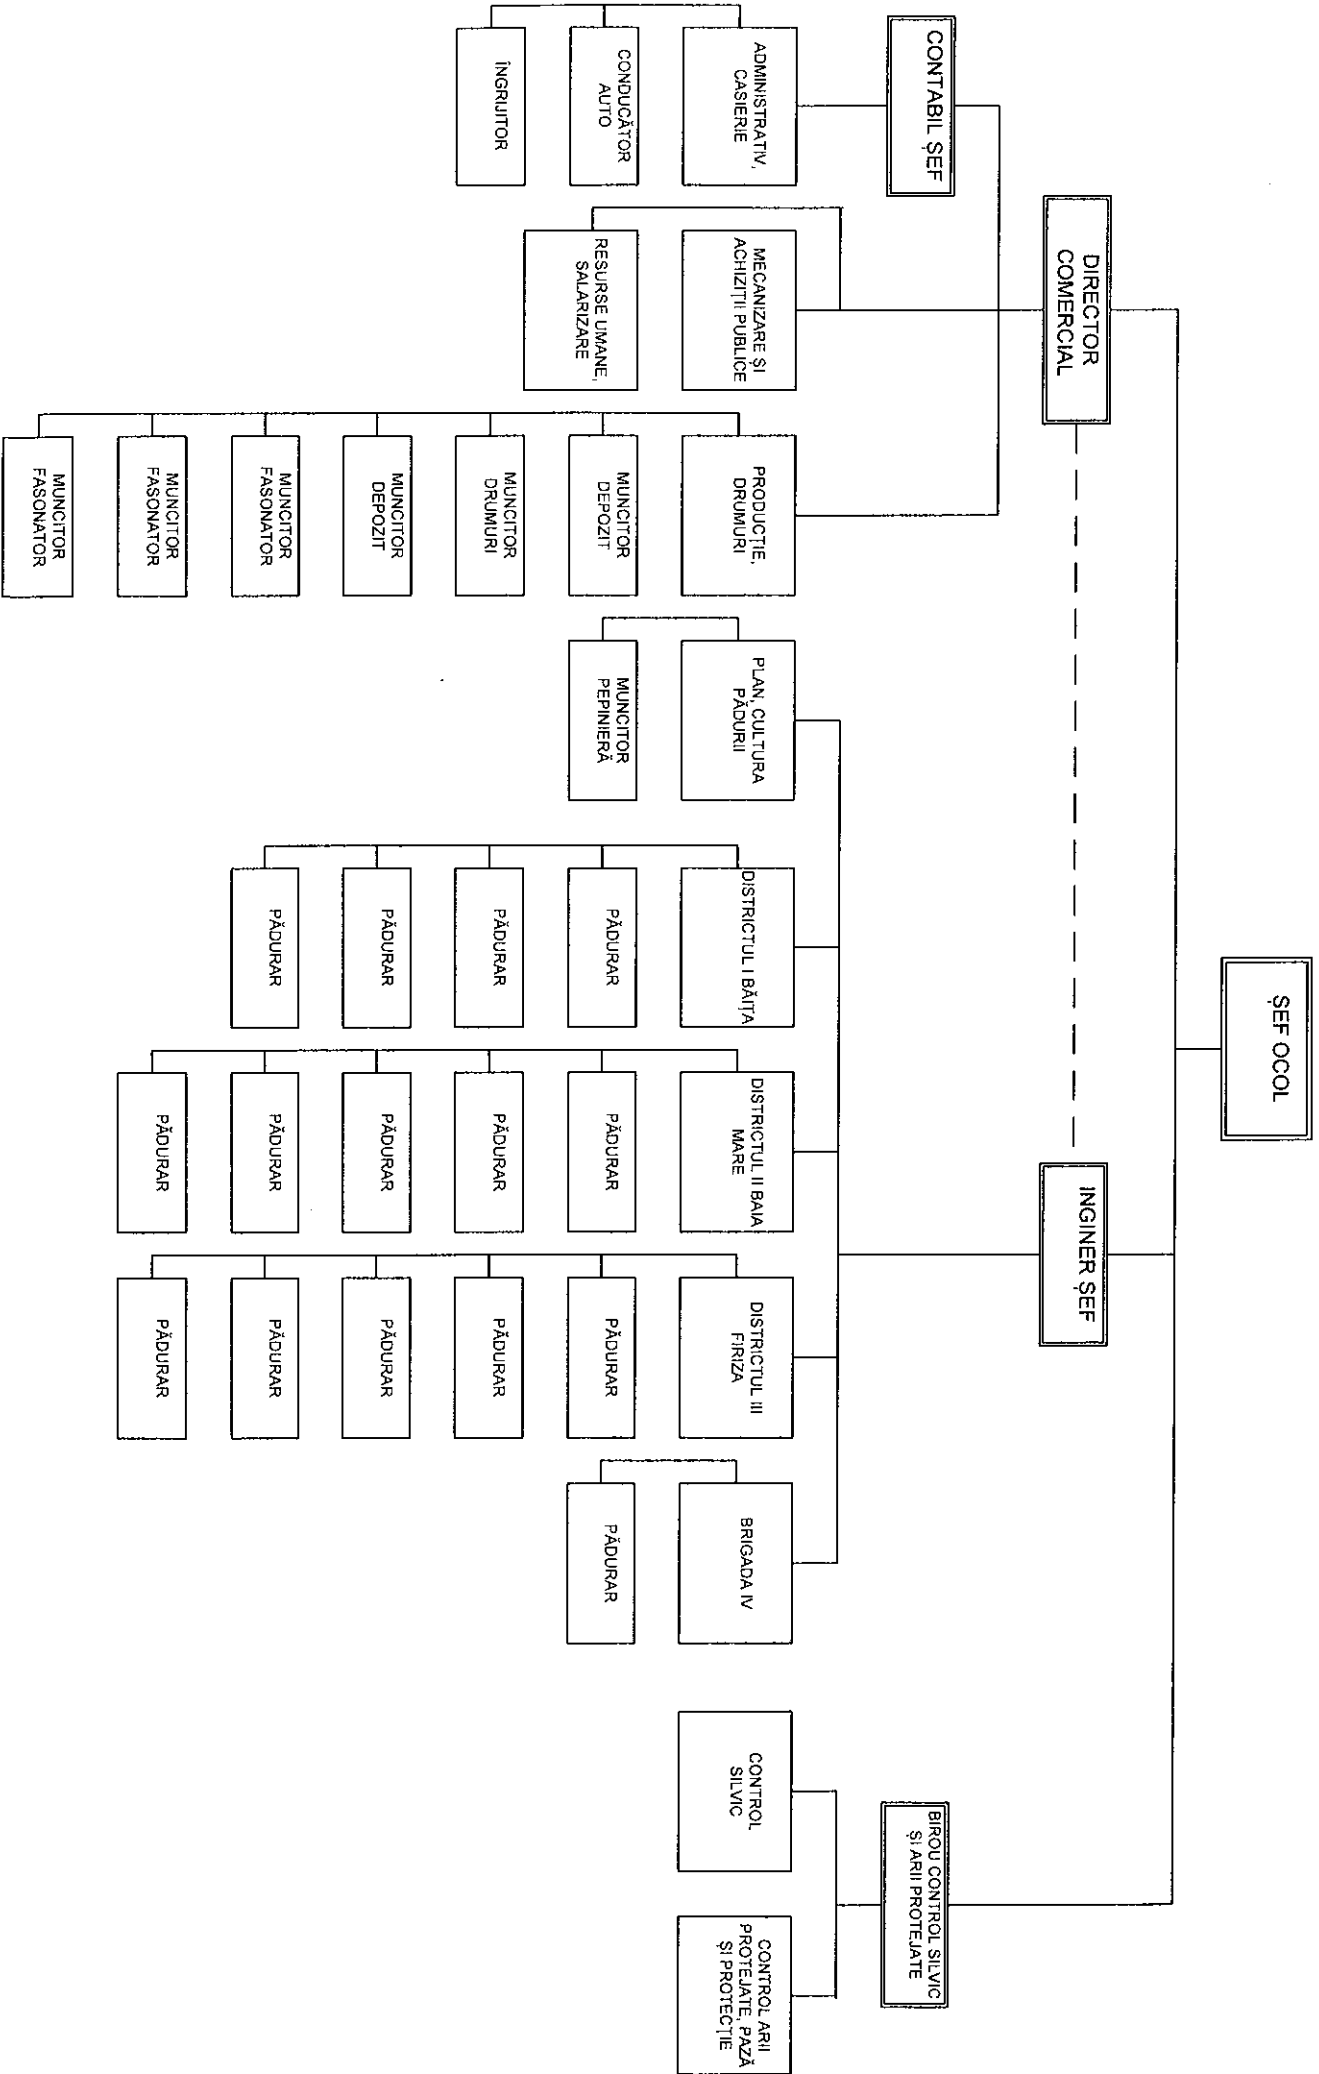 ȘEF OCOL
DIRECTOR
COMERCIAL
INGINER ȘEF
BIROU CONTROL SILVIC
ȘI ARII PROTEJATE
CONTABIL ȘEF
ADMINISTRATIV,
CASIERIE
CONDUCĂTOR
AUTO
ÎNGRIJITOR
MECANIZARE ȘI
ACHIZIȚII PUBLICE
RESURSE UMANE,
SALARIZARE
PRODUCȚIE,
DRUMURI
MUNCITOR
DEPOZIT
MUNCITOR
DRUMURI
MUNCITOR
DEPOZIT
MUNCITOR
FASONATOR
MUNCITOR
FASONATOR
MUNCITOR
FASONATOR
PLAN, CULTURA
PĂDURII
MUNCITOR
PEPINIERĂ
DISTRICTUL I BĂIȚA
PĂDURAR
PĂDURAR
PĂDURAR
PĂDURAR
DISTRICTUL II BAIA
MARE
PĂDURAR
PĂDURAR
PĂDURAR
PĂDURAR
PĂDURAR
DISTRICTUL III
FIRIZA
PĂDURAR
PĂDURAR
PĂDURAR
PĂDURAR
PĂDURAR
BRIGADA IV
PĂDURAR
CONTROL
SILVIC
CONTROL ARII
PROTEJATE, PAZĂ
ȘI PROTECȚIE